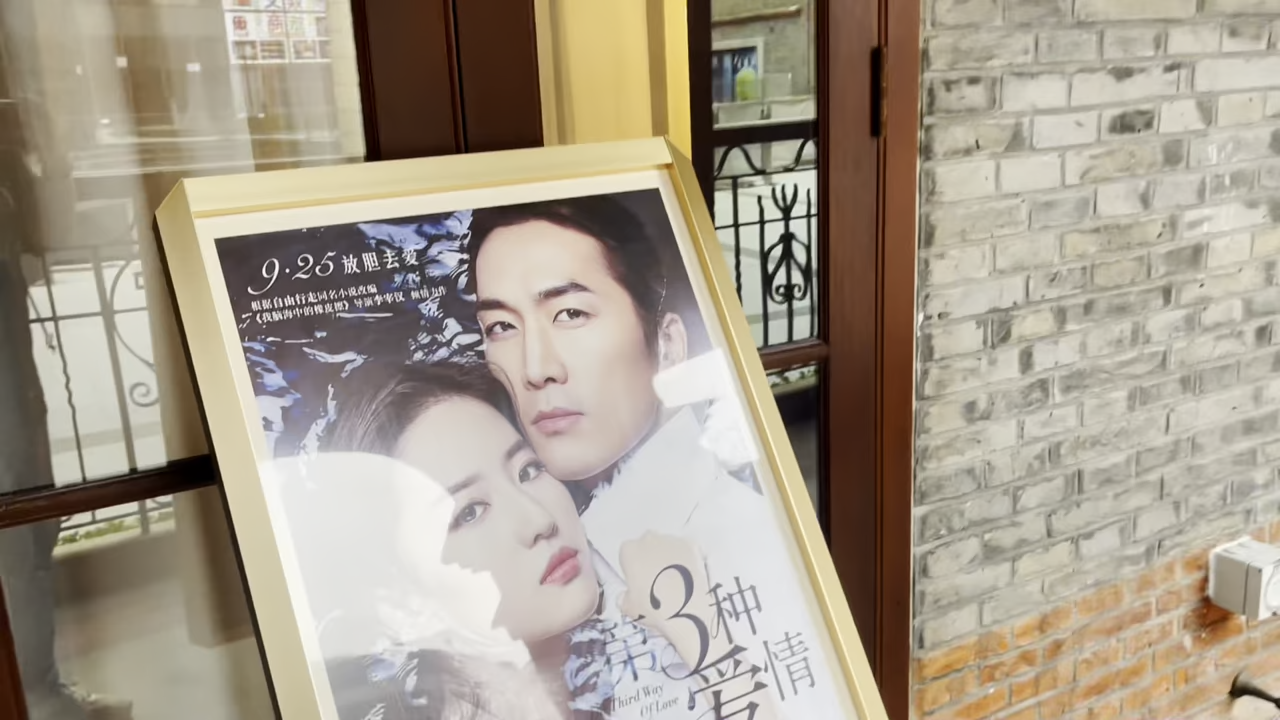 9·25 放胆去爱
根据自由行走同名小说改编
《我脑海中的橡皮擦》导演李宰汉 倾情力作
第3种
爱情
Third Way
Of Love